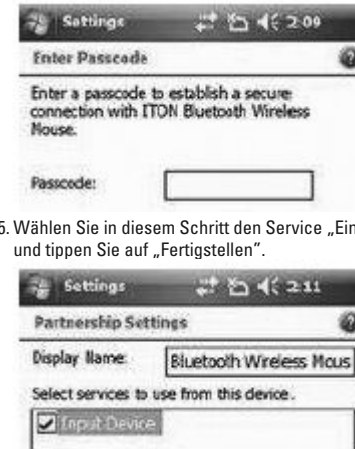 Settings 2:09
Enter Passcode
Enter a passcode to establish a secure
connection with ITON Bluetooth Wireless
Mouse.
Passcode:
5. Wählen Sie in diesem Schritt den Service „Ein
und tippen Sie auf „Fertigstellen”.
Settings 2:11
Partnership Settings
Display Name: Bluetooth Wireless Mous
Select services to use from this device.
Input Device